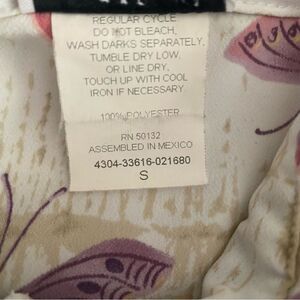 REGULAR CYCLE.
DO NOT BLEACH.
WASH DARKS SEPARATELY.
TUMBLE DRY LOW,
OR LINE DRY.
TOUCH UP WITH COOL
IRON IF NECESSARY.
100% POLYESTER
RN 50132
ASSEMBLED IN MEXICO
4304-33616-021680
S